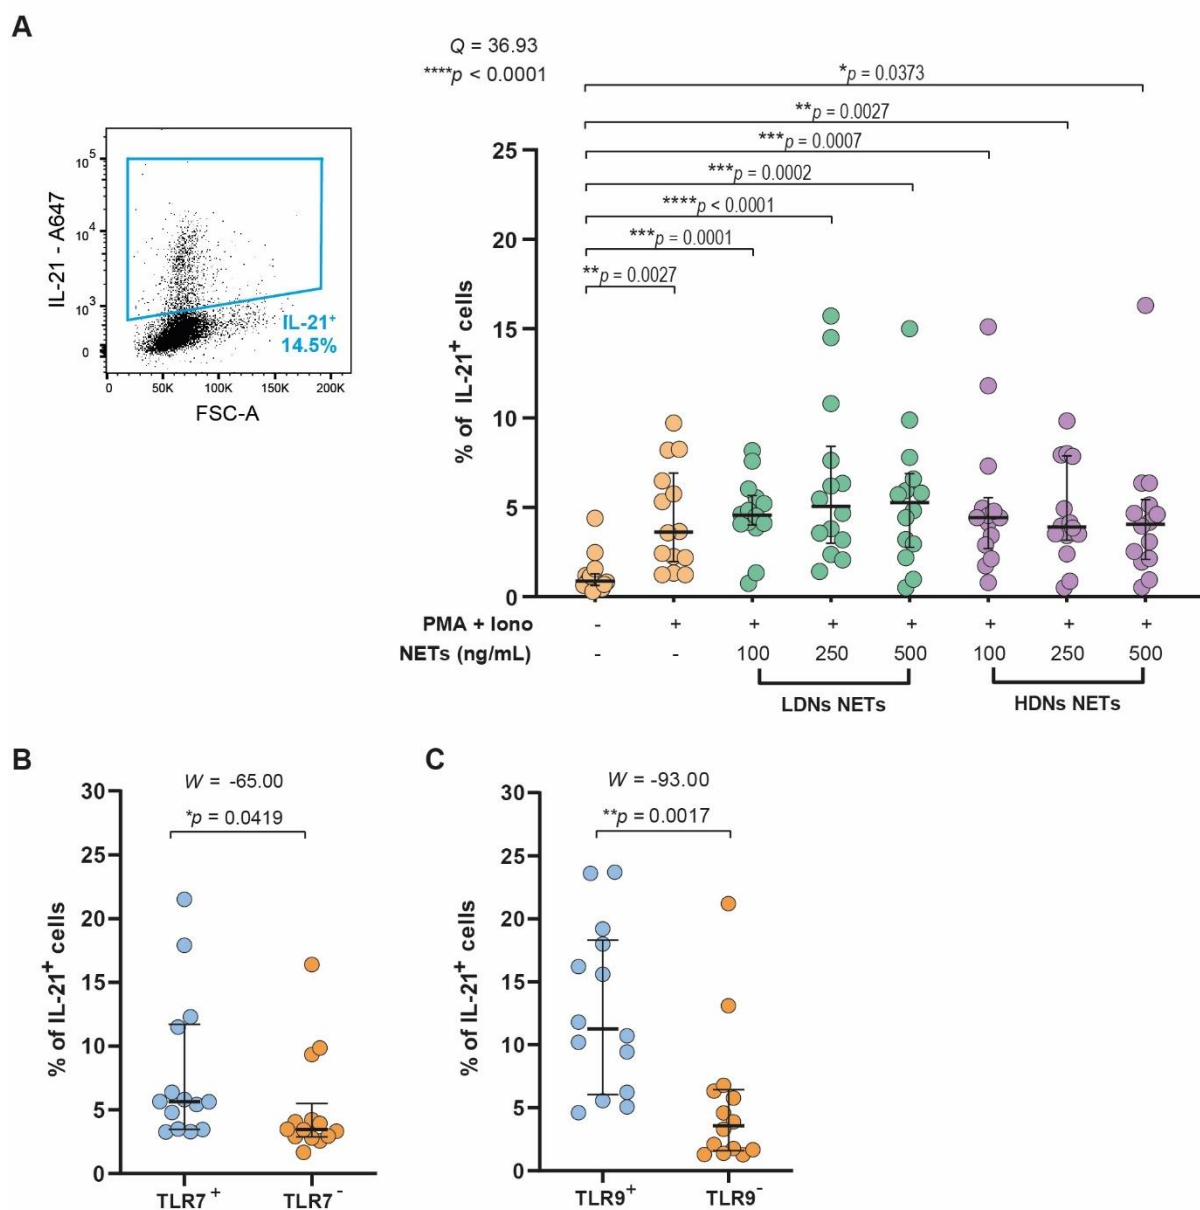 A
Q = 36.93
****p < 0.0001
*p = 0.0373
**p = 0.0027
***p = 0.0007
***p = 0.0002
****p < 0.0001
***p = 0.0001
**p = 0.0027
IL-21 - A647
10^5
10^4
10^3
0
IL-21+
14.5%
0 50K 100K 150K 200K
FSC-A
% of IL-21+ cells
25
20
15
10
5
0
PMA + Iono - + + + + + + +
NETs (ng/mL) - - 100 250 500 100 250 500
LDNs NETs HDNs NETs
B
W = -65.00
*p = 0.0419
% of IL-21+ cells
30
25
20
15
10
5
0
TLR7+ TLR7-
C
W = -93.00
**p = 0.0017
% of IL-21+ cells
30
25
20
15
10
5
0
TLR9+ TLR9-